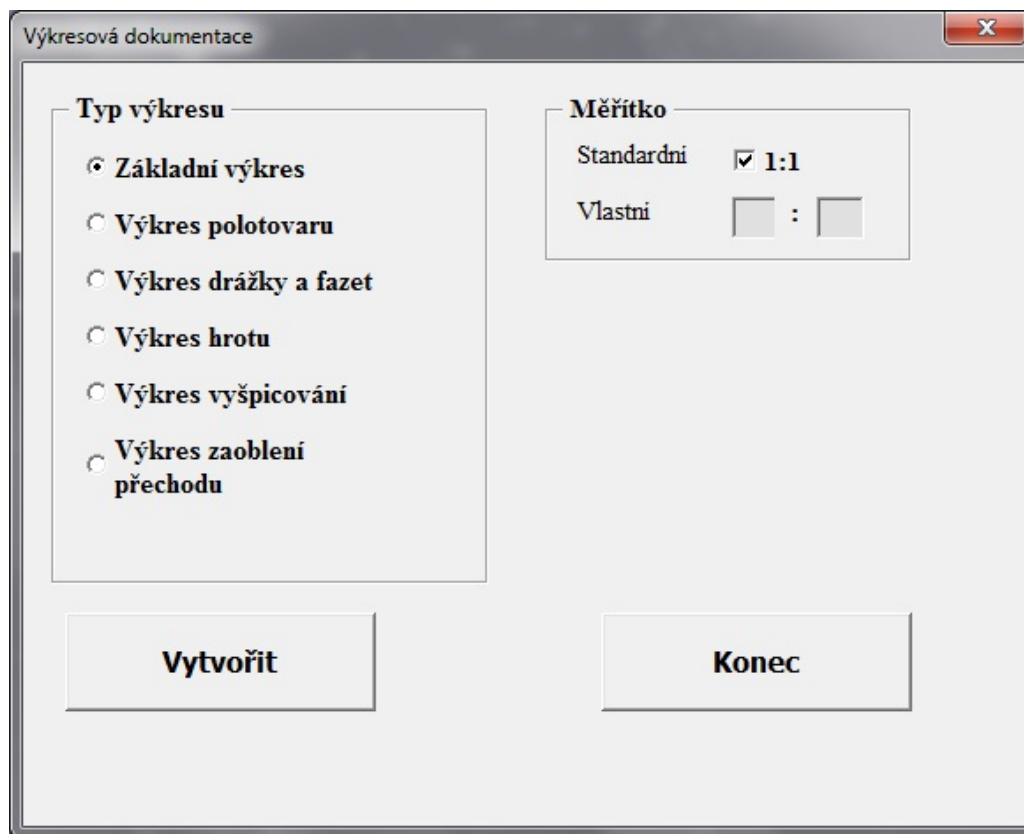 Výkresová dokumentace
Typ výkresu
Základní výkres
Výkres polotovaru
Výkres drážky a fazet
Výkres hrotu
Výkres vyšpicování
Výkres zaoblení
přechodu
Měřítko
Standardní 1:1
Vlastní :
Vytvořit
Konec